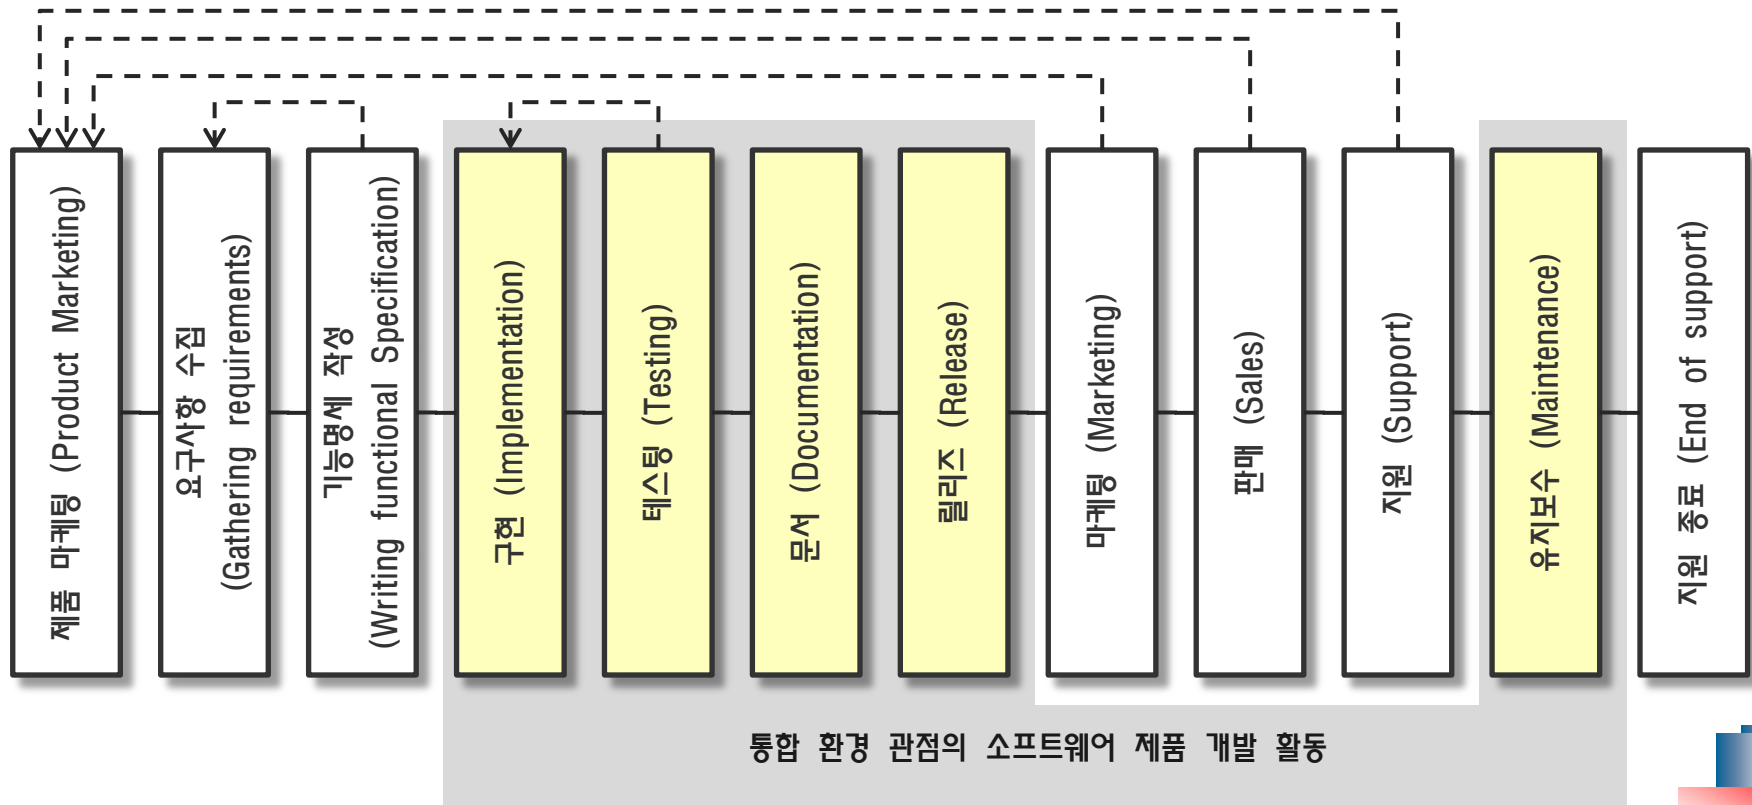 제품 마케팅 (Product Marketing)
요구사항 수집
(Gathering requirements)
기능명세 작성
(Writing functional Specification)
구현 (Implementation)
테스팅 (Testing)
문서 (Documentation)
릴리즈 (Release)
마케팅 (Marketing)
판매 (Sales)
지원 (Support)
유지보수 (Maintenance)
지원 종료 (End of support)
통합 환경 관점의 소프트웨어 제품 개발 활동